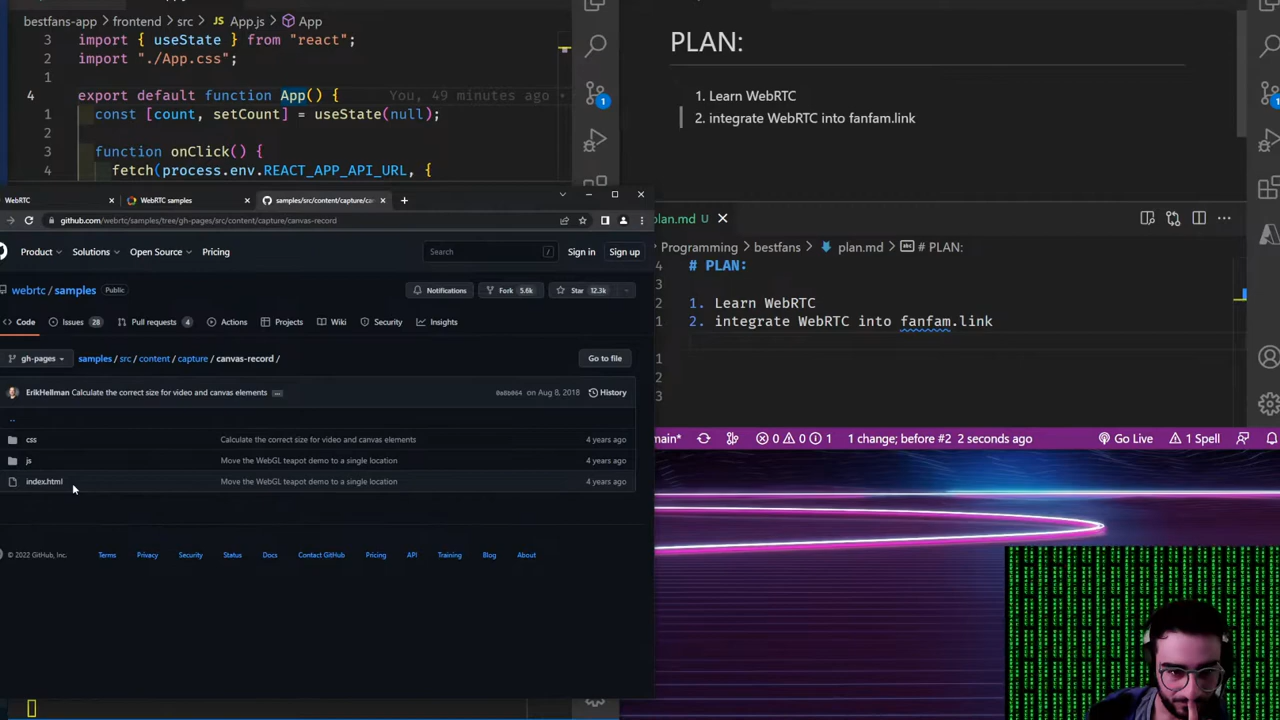 bestfans-app > frontend > src > JS App.js > App
3 import { useState } from "react";
2 import "./App.css";
1
4 export default function App() { You, 49 minutes ago
1 const [count, setCount] = useState(null);
2
3 function onClick() {
4 fetch(process.env.REACT_APP_API_URL, {
PLAN:
1. Learn WebRTC
2. integrate WebRTC into fanfam.link
WebRTC
WebRTC samples
samples/src/content/capture/can
github.com/webrtc/samples/tree/gh-pages/src/content/capture/canvas-record
Product
Solutions
Open Source
Pricing
Search
/
Sign in
Sign up
webrtc / samples Public
Notifications
Fork 5.6k
Star 12.3k
Code
Issues 28
Pull requests 4
Actions
Projects
Wiki
Security
Insights
gh-pages
samples / src / content / capture / canvas-record /
Go to file
ErikHellman Calculate the correct size for video and canvas elements ...
0a8b064 on Aug 8, 2018
History
..
css Calculate the correct size for video and canvas elements 4 years ago
js Move the WebGL teapot demo to a single location 4 years ago
index.html Move the WebGL teapot demo to a single location 4 years ago
© 2022 GitHub, Inc.
Terms
Privacy
Security
Status
Docs
Contact GitHub
Pricing
API
Training
Blog
About
plan.md U
Programming > bestfans > plan.md > # PLAN:
4 # PLAN:
3
2 1. Learn WebRTC
1 2. integrate WebRTC into fanfam.link
1
2
3
main* 0 0 1 1 change; before #2 2 seconds ago Go Live 1 Spell
1
1